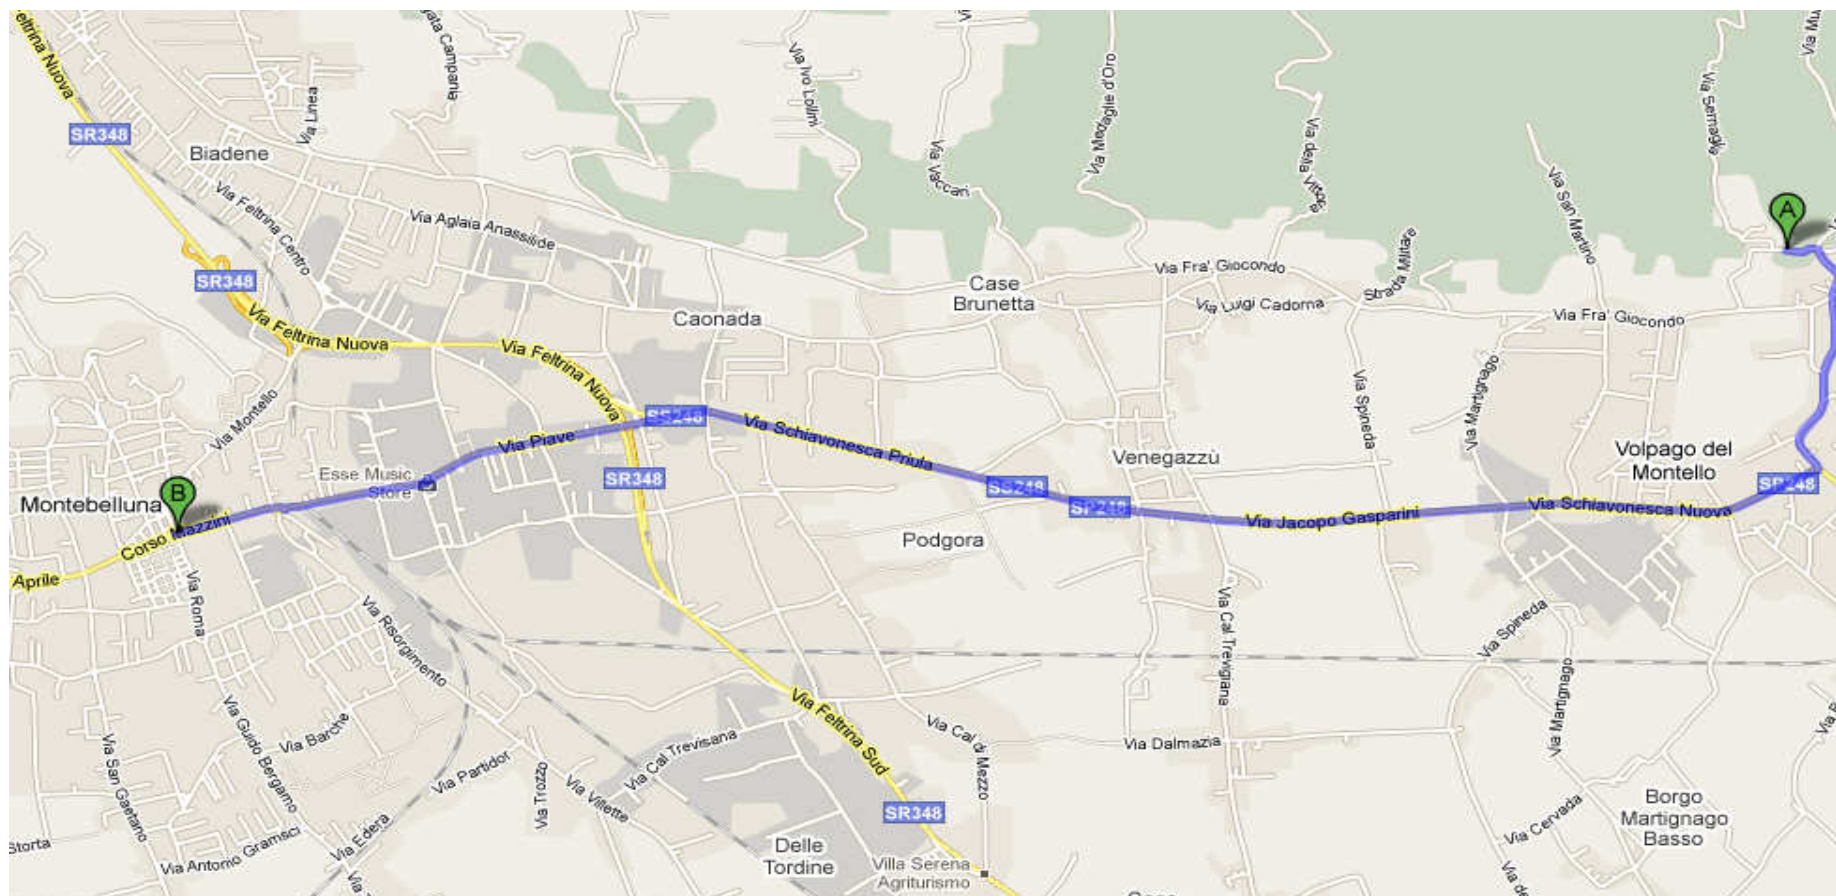 eltrina Nuova
gata Campania
Via Linea
Via Ivo Lollini
Via Medaglie d'Oro
Via Sernaglia
Via Mu
SR348
Biadene
Via Vaccari
Via della Vittoria
Via San Martino
A
Via Feltrina Centro
Via Aglaia Anassilide
SR348
Case
Brunetta
Via Fra' Giocondo
Via Luigi Cadorna
Strada Militare
Via Fra' Giocondo
Via Feltrina Nuova
Caonada
Via Feltrina Nuova
Via Montello
Via Spineda
Via Martignago
SS248
Via Piave
Via Schiavonesca Priula
Venegazzù
Volpago del
Montello
Esse Music
Store
SR348
SS248
SP248
SP248
Montebelluna
B
Corso Mazzini
Via Jacopo Gasparini
Via Schiavonesca Nuova
Podgora
Aprile
Via Roma
Via Risorgimento
Via Cal Trevigiana
Via Spineda
Via Martignago
Via Guido Bergamo
Via Barche
Via San Gaetano
Via Partidor
Via Trozzo
Via Villette
Via Cal Trevisana
Via Feltrina Sud
Via Cal di Mezzo
Via Dalmazia
SR348
Borgo
Martignago
Basso
Via Cervada
Storta
Via Antonio Gramsci
Via Edera
Delle
Tordine
Villa Serena
Agriturismo